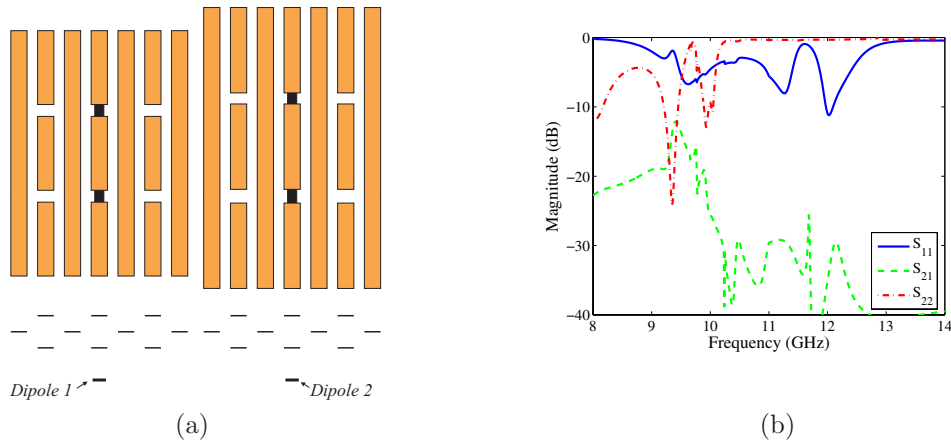 Dipole 1
Dipole 2
(a)
0
−10
−20
−30
−40
Magnitude (dB)
8
9
10
11
12
13
14
Frequency (GHz)
S11
S21
S22
(b)